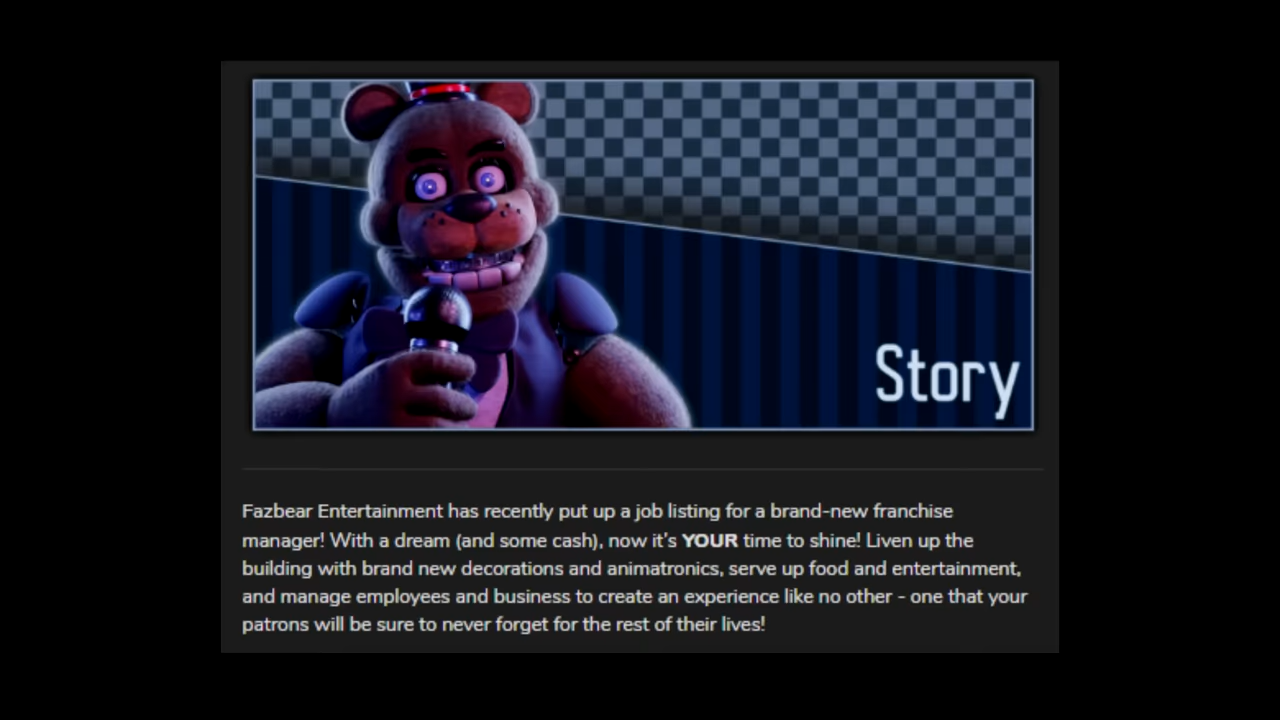 Story
Fazbear Entertainment has recently put up a job listing for a brand-new franchise
manager! With a dream (and some cash), now it's YOUR time to shine! Liven up the
building with brand new decorations and animatronics, serve up food and entertainment,
and manage employees and business to create an experience like no other - one that your
patrons will be sure to never forget for the rest of their lives!